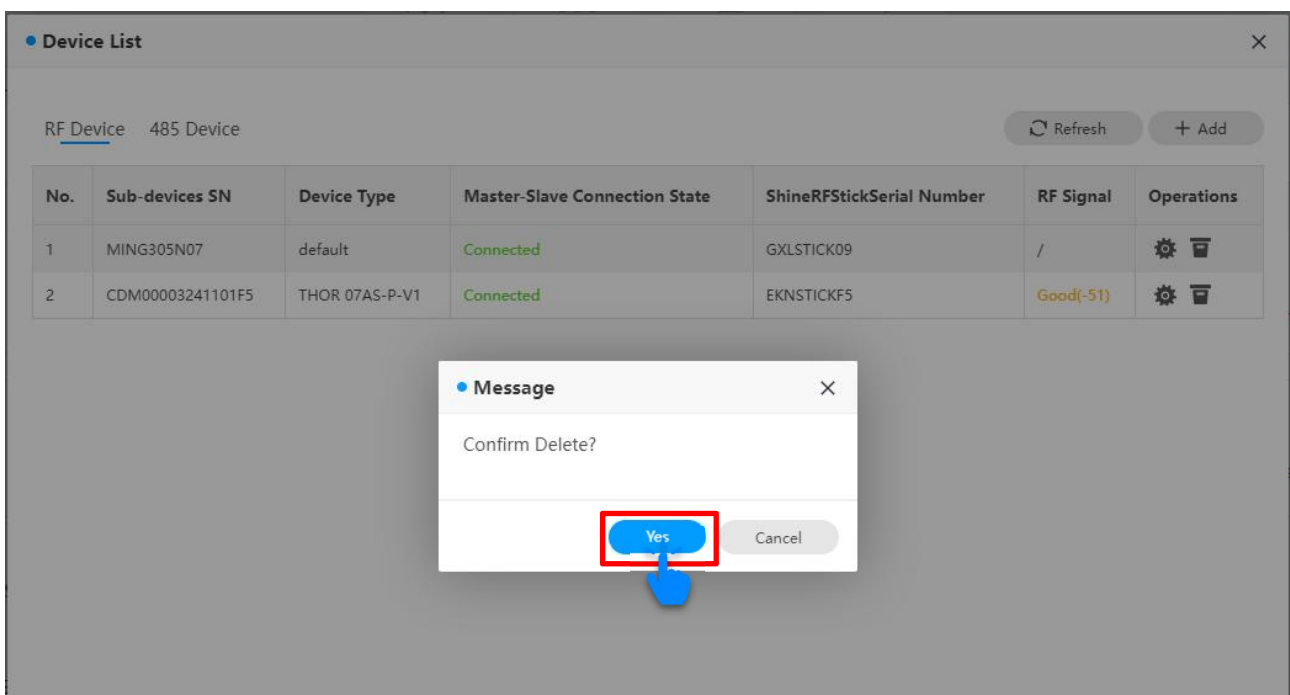 Device List
RF Device 485 Device Refresh + Add
No. Sub-devices SN Device Type Master-Slave Connection State ShineRFStickSerial Number RF Signal Operations
1 MING305N07 default Connected GXLSTICK09 /
2 CDM00003241101F5 THOR 07AS-P-V1 Connected EKNSTICKF5 Good(-51)
Message
Confirm Delete?
Yes Cancel